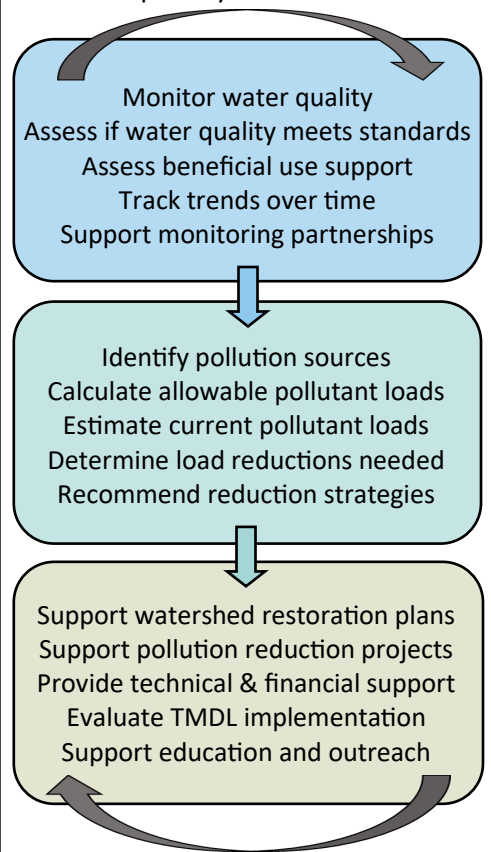 Monitor water quality
Assess if water quality meets standards
Assess beneficial use support
Track trends over time
Support monitoring partnerships
Identify pollution sources
Calculate allowable pollutant loads
Estimate current pollutant loads
Determine load reductions needed
Recommend reduction strategies
Support watershed restoration plans
Support pollution reduction projects
Provide technical & financial support
Evaluate TMDL implementation
Support education and outreach